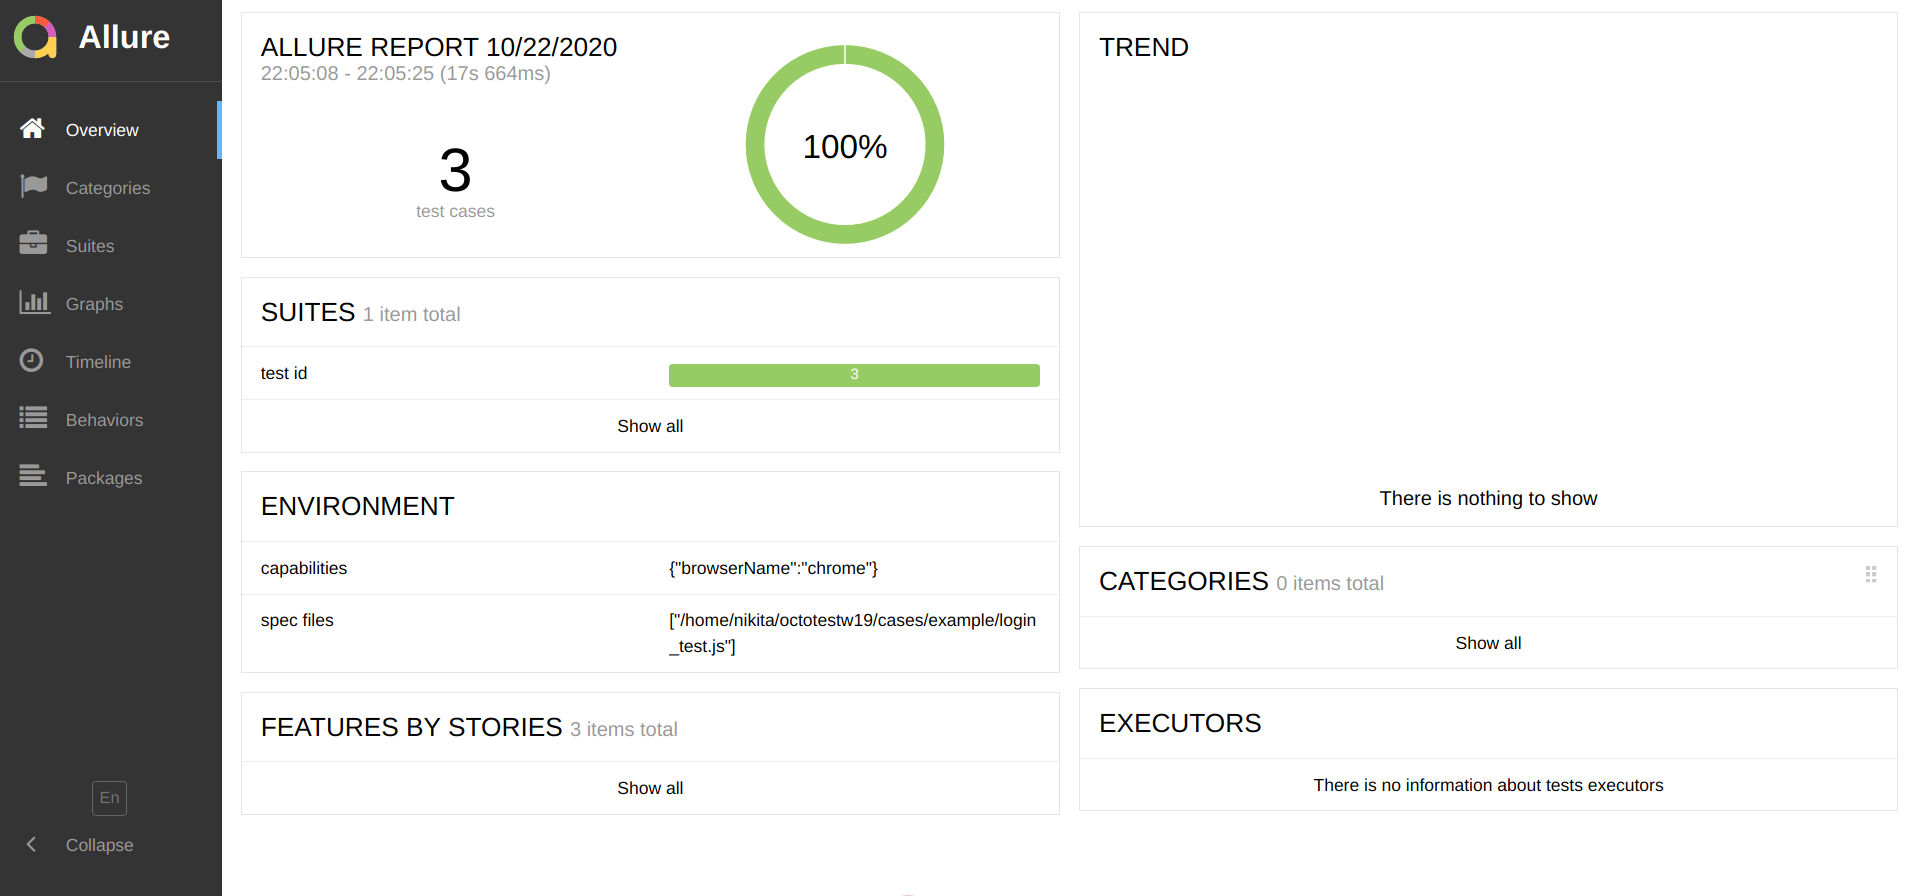 Allure
Overview
Categories
Suites
Graphs
Timeline
Behaviors
Packages
En
Collapse
ALLURE REPORT 10/22/2020
22:05:08 - 22:05:25 (17s 664ms)
3
test cases
100%
SUITES 1 item total
test id 3
Show all
ENVIRONMENT
capabilities {"browserName":"chrome"}
spec files ["/home/nikita/octotestw19/cases/example/login
_test.js"]
FEATURES BY STORIES 3 items total
Show all
TREND
There is nothing to show
CATEGORIES 0 items total
Show all
EXECUTORS
There is no information about tests executors